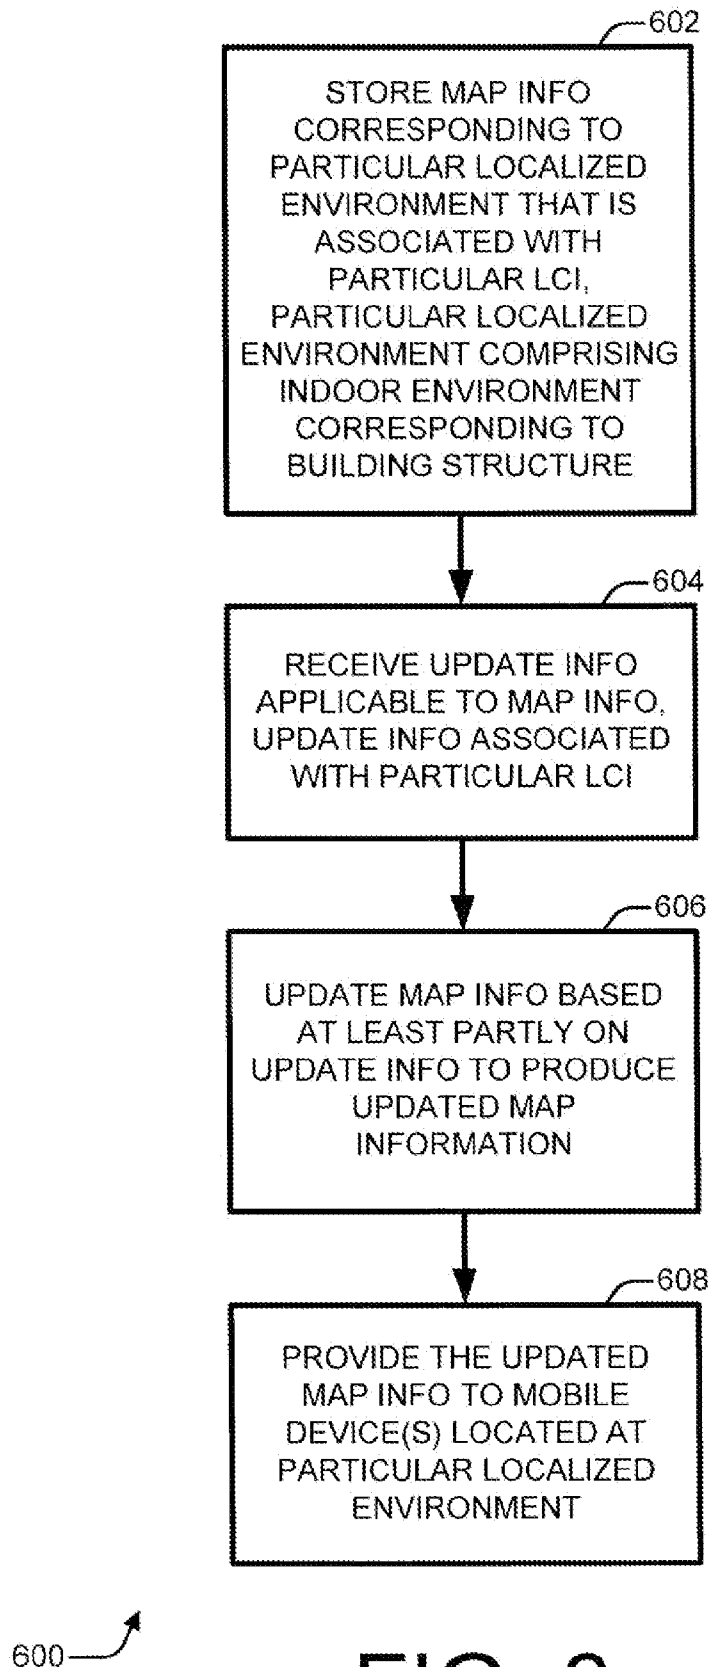 602
STORE MAP INFO
CORRESPONDING TO
PARTICULAR LOCALIZED
ENVIRONMENT THAT IS
ASSOCIATED WITH
PARTICULAR LCI,
PARTICULAR LOCALIZED
ENVIRONMENT COMPRISING
INDOOR ENVIRONMENT
CORRESPONDING TO
BUILDING STRUCTURE
604
RECEIVE UPDATE INFO
APPLICABLE TO MAP INFO,
UPDATE INFO ASSOCIATED
WITH PARTICULAR LCI
606
UPDATE MAP INFO BASED
AT LEAST PARTLY ON
UPDATE INFO TO PRODUCE
UPDATED MAP
INFORMATION
608
PROVIDE THE UPDATED
MAP INFO TO MOBILE
DEVICE(S) LOCATED AT
PARTICULAR LOCALIZED
ENVIRONMENT
600
FIG.